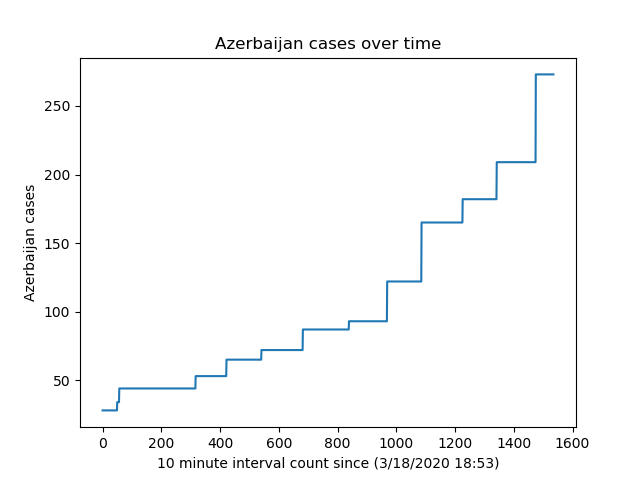 Azerbaijan cases over time
Azerbaijan cases
250
200
150
100
50
0 200 400 600 800 1000 1200 1400 1600
10 minute interval count since (3/18/2020 18:53)